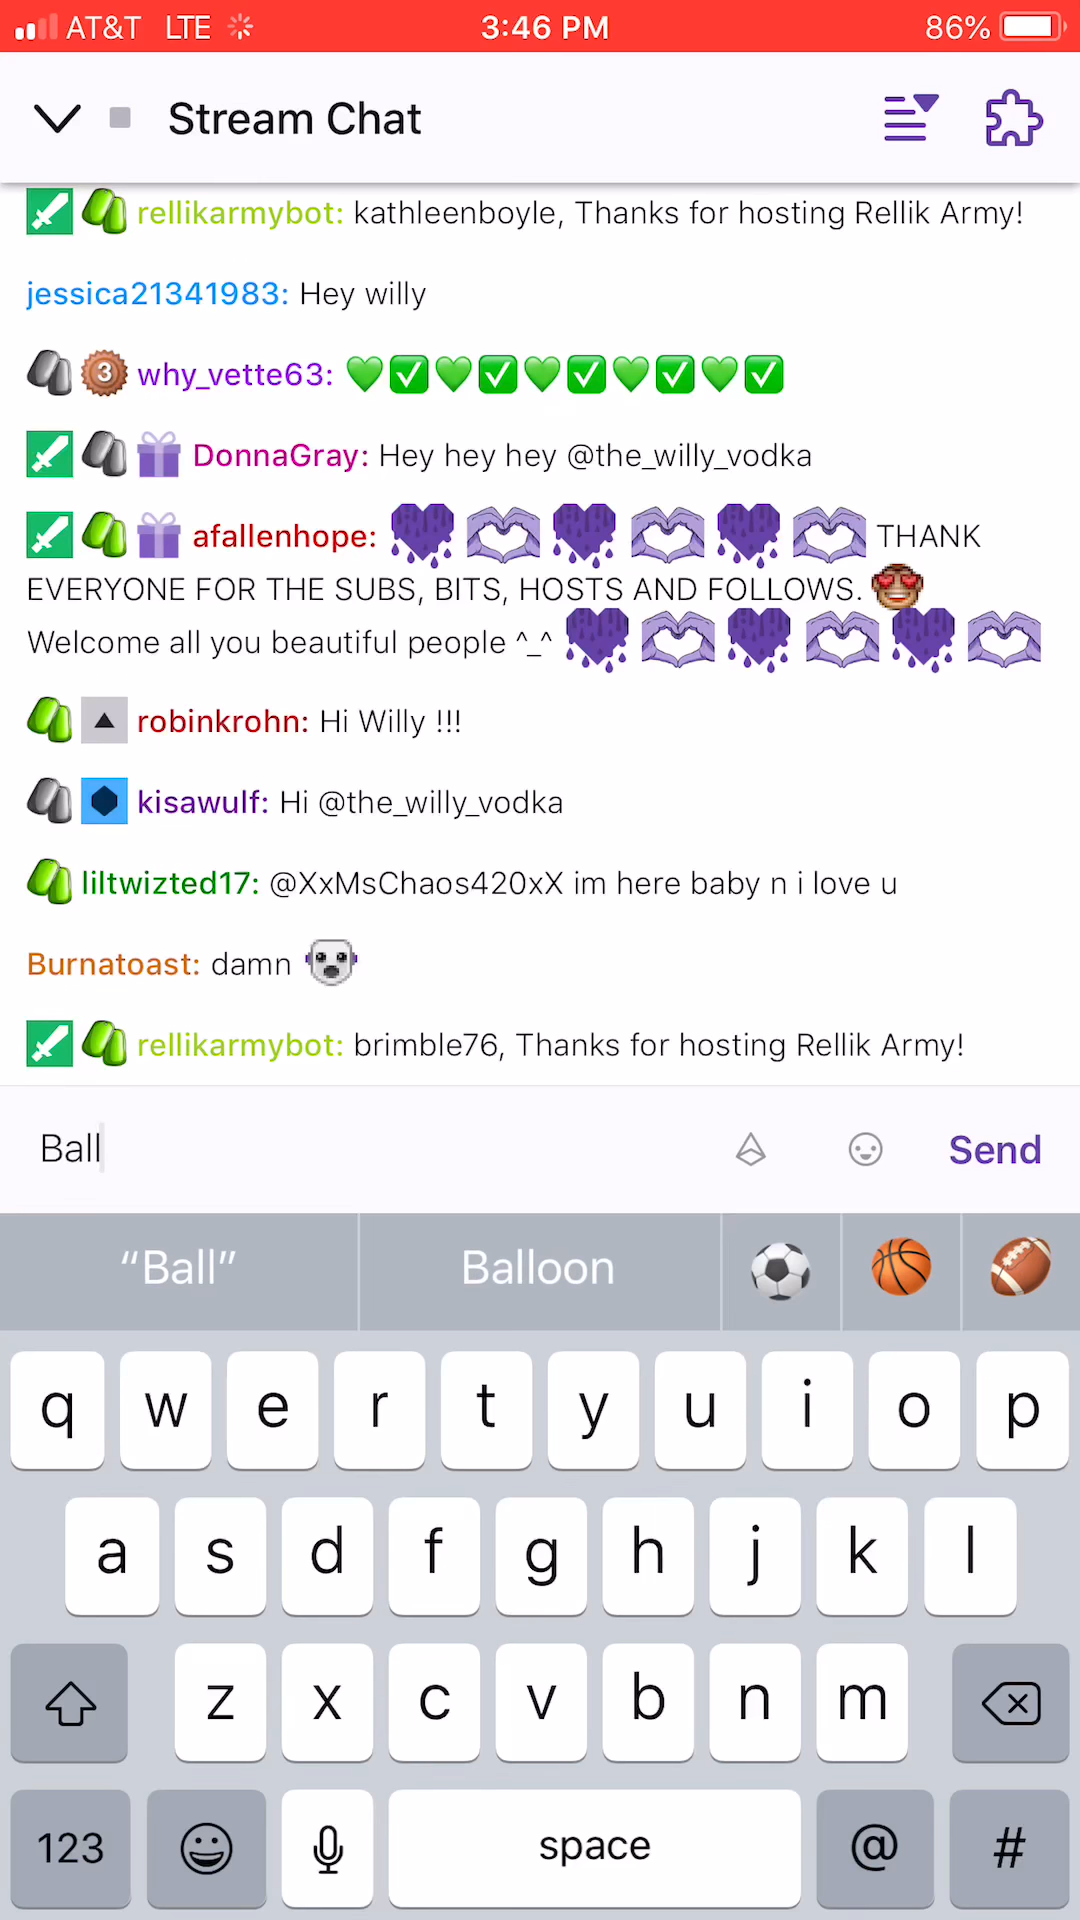 AT&T LTE 3:46 PM 86%
Stream Chat
rellikarmybot: kathleenboyle, Thanks for hosting Rellik Army!
jessica21341983: Hey willy
3 why_vette63: 💚✅💚✅💚✅💚✅💚✅
DonnaGray: Hey hey hey @the_willy_vodka
afallenhope: THANK
EVERYONE FOR THE SUBS, BITS, HOSTS AND FOLLOWS.
Welcome all you beautiful people ^_^
robinkrohn: Hi Willy !!!
kisawulf: Hi @the_willy_vodka
liltwizted17: @XxMsChaos420xX im here baby n i love u
Burnatoast: damn
rellikarmybot: brimble76, Thanks for hosting Rellik Army!
Ball Send
“Ball” Balloon ⚽ 🏀 🏈
q w e r t y u i o p
a s d f g h j k l
z x c v b n m
123 space @ #